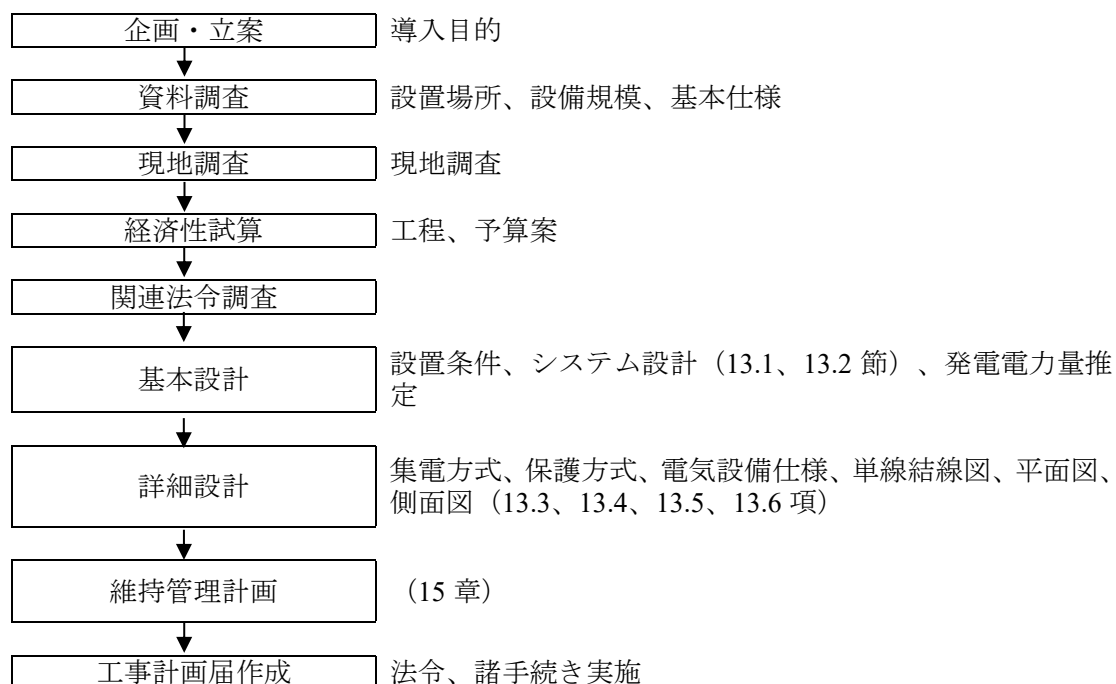 企画・立案 導入目的
資料調査 設置場所、設備規模、基本仕様
現地調査 現地調査
経済性試算 工程、予算案
関連法令調査
基本設計 設置条件、システム設計（13.1、13.2 節）、発電電力量推
定
詳細設計 集電方式、保護方式、電気設備仕様、単線結線図、平面図、
側面図（13.3、13.4、13.5、13.6 項）
維持管理計画 （15 章）
工事計画届作成 法令、諸手続き実施